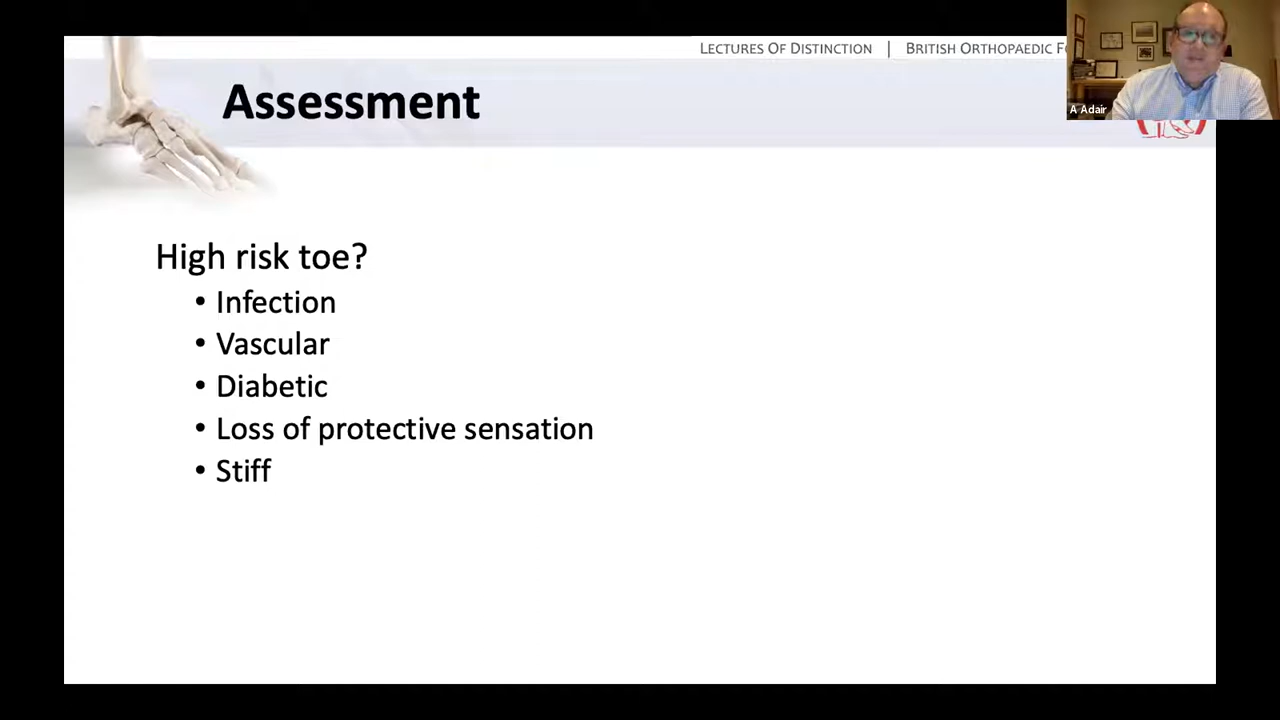 LECTURES OF DISTINCTION | BRITISH ORTHOPAEDIC
Assessment
A Adair
High risk toe?
• Infection
• Vascular
• Diabetic
• Loss of protective sensation
• Stiff